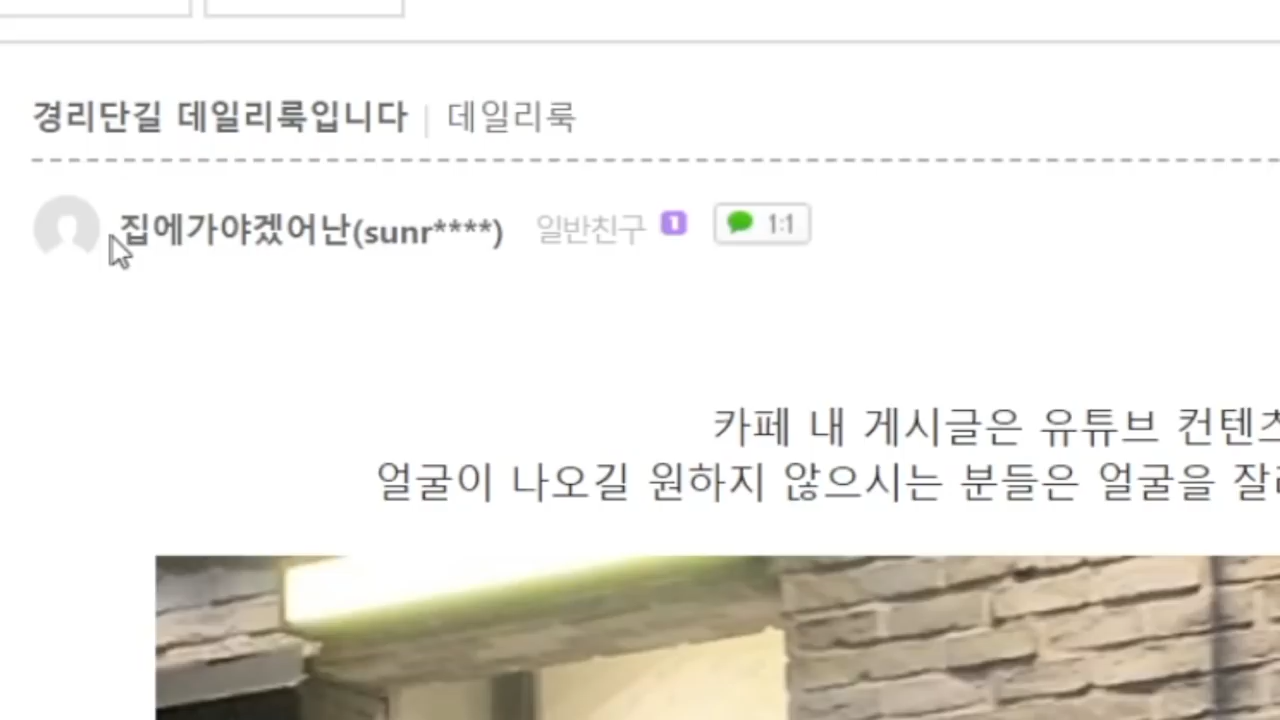 경리단길 데일리룩입니다 | 데일리룩
집에가야겠어난(sunr****) 일반친구 1 1:1
카페 내 게시글은 유튜브 컨텐츠
얼굴이 나오길 원하지 않으시는 분들은 얼굴을